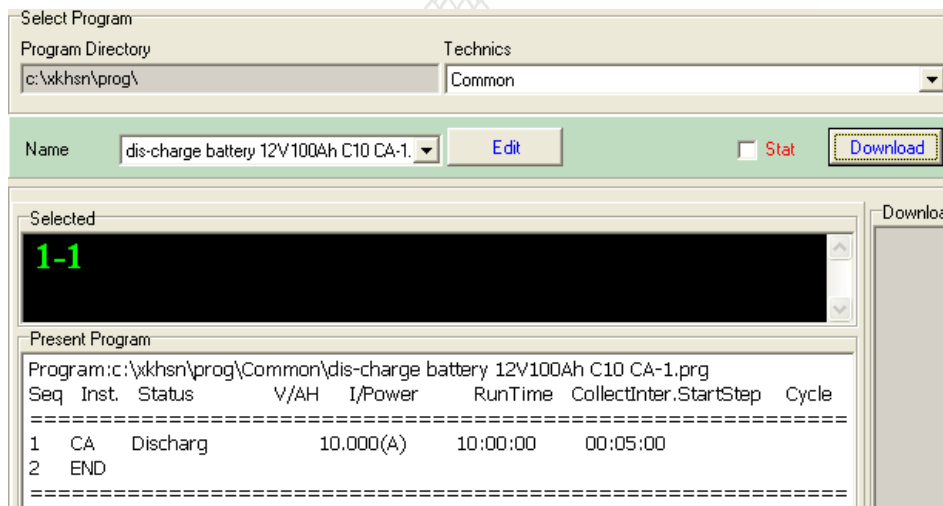 Select Program
Program Directory Technics
c:\xkhsn\prog\ Common
Name dis-charge battery 12V100Ah C10 CA-1. Edit Stat Download
Selected Downloa
1-1
Present Program
Program:c:\xkhsn\prog\Common\dis-charge battery 12V100Ah C10 CA-1.prg
Seq Inst. Status V/AH I/Power RunTime CollectInter.StartStep Cycle
==============================================================
1 CA Discharg 10.000(A) 10:00:00 00:05:00
2 END
==============================================================